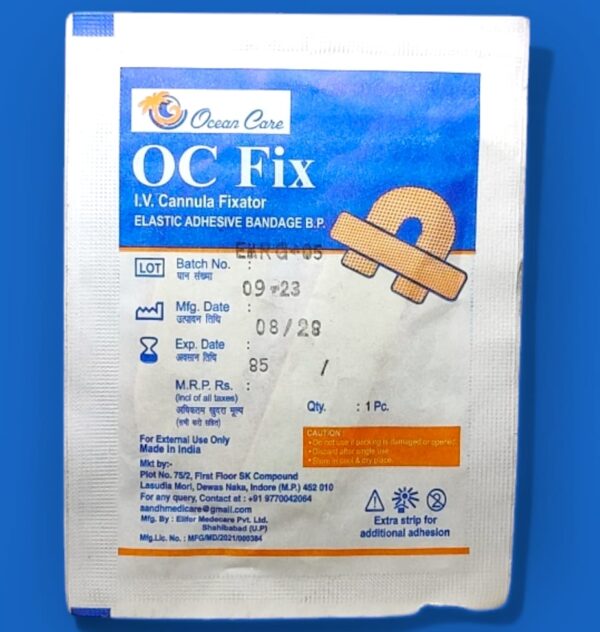 Ocean Care
OC Fix
I.V. Cannula Fixator
ELASTIC ADHESIVE BANDAGE B.P.
LOT Batch No. :
पान संख्या
09-23
Mfg. Date :
उत्पादन तिथि
08/28
Exp. Date :
अवसान तिथि
85 /
M.R.P. Rs. :
(Incl of all taxes)
अधिकतम खुदरा मूल्य
(सभी करो सहित)
Qty. : 1 Pc.
CAUTION :
• Do not use if packing is damaged or opened.
• Discard after single use.
• Store in cool & dry place.
For External Use Only
Made in India
Mkt by:-
Plot No. 75/2, First Floor SK Compound
Lasudia Mori, Dewas Naka, Indore (M.P.) 452 010
For any query, Contact at : +91 9770042064
aandhmedicare@gmail.com
Mfg. By : Elifor Medecare Pvt. Ltd.
Shahibabad (U.P)
Mfg.Lic. No. : MFG/MD/2021/000384
2
Extra strip for
additional adhesion